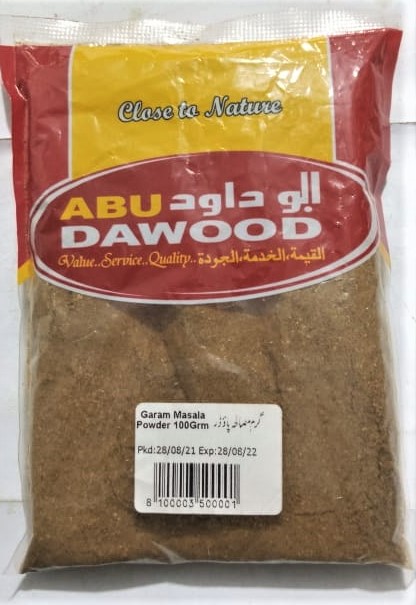 Close to Nature
ABU ابو داود
DAWOOD
Value..Service..Quality..القيمة،الخدمة،الجودة
Garam Masala
Powder 100Grm گرم مصالحہ پاؤڈر
Pkd:28/08/21 Exp:28/08/22
8 100003 500001